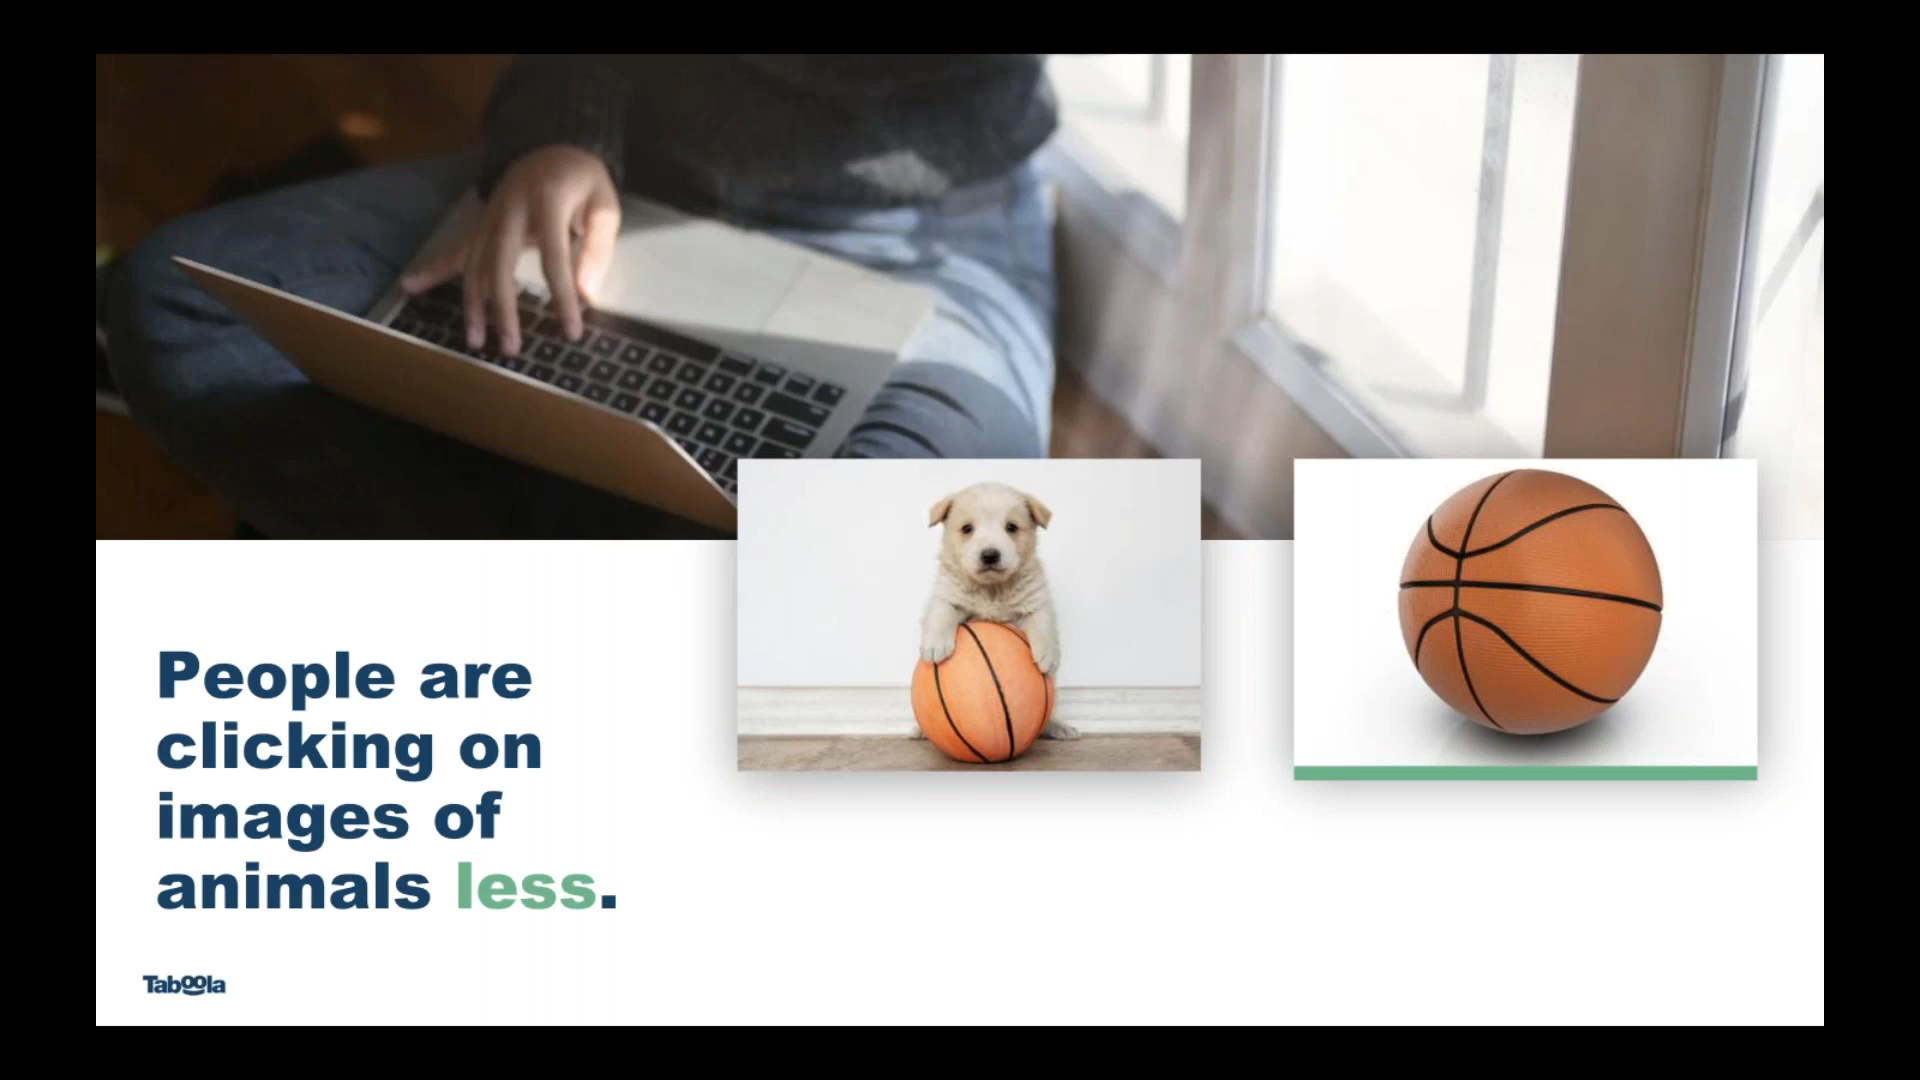 People are
clicking on
images of
animals less.
Taboola